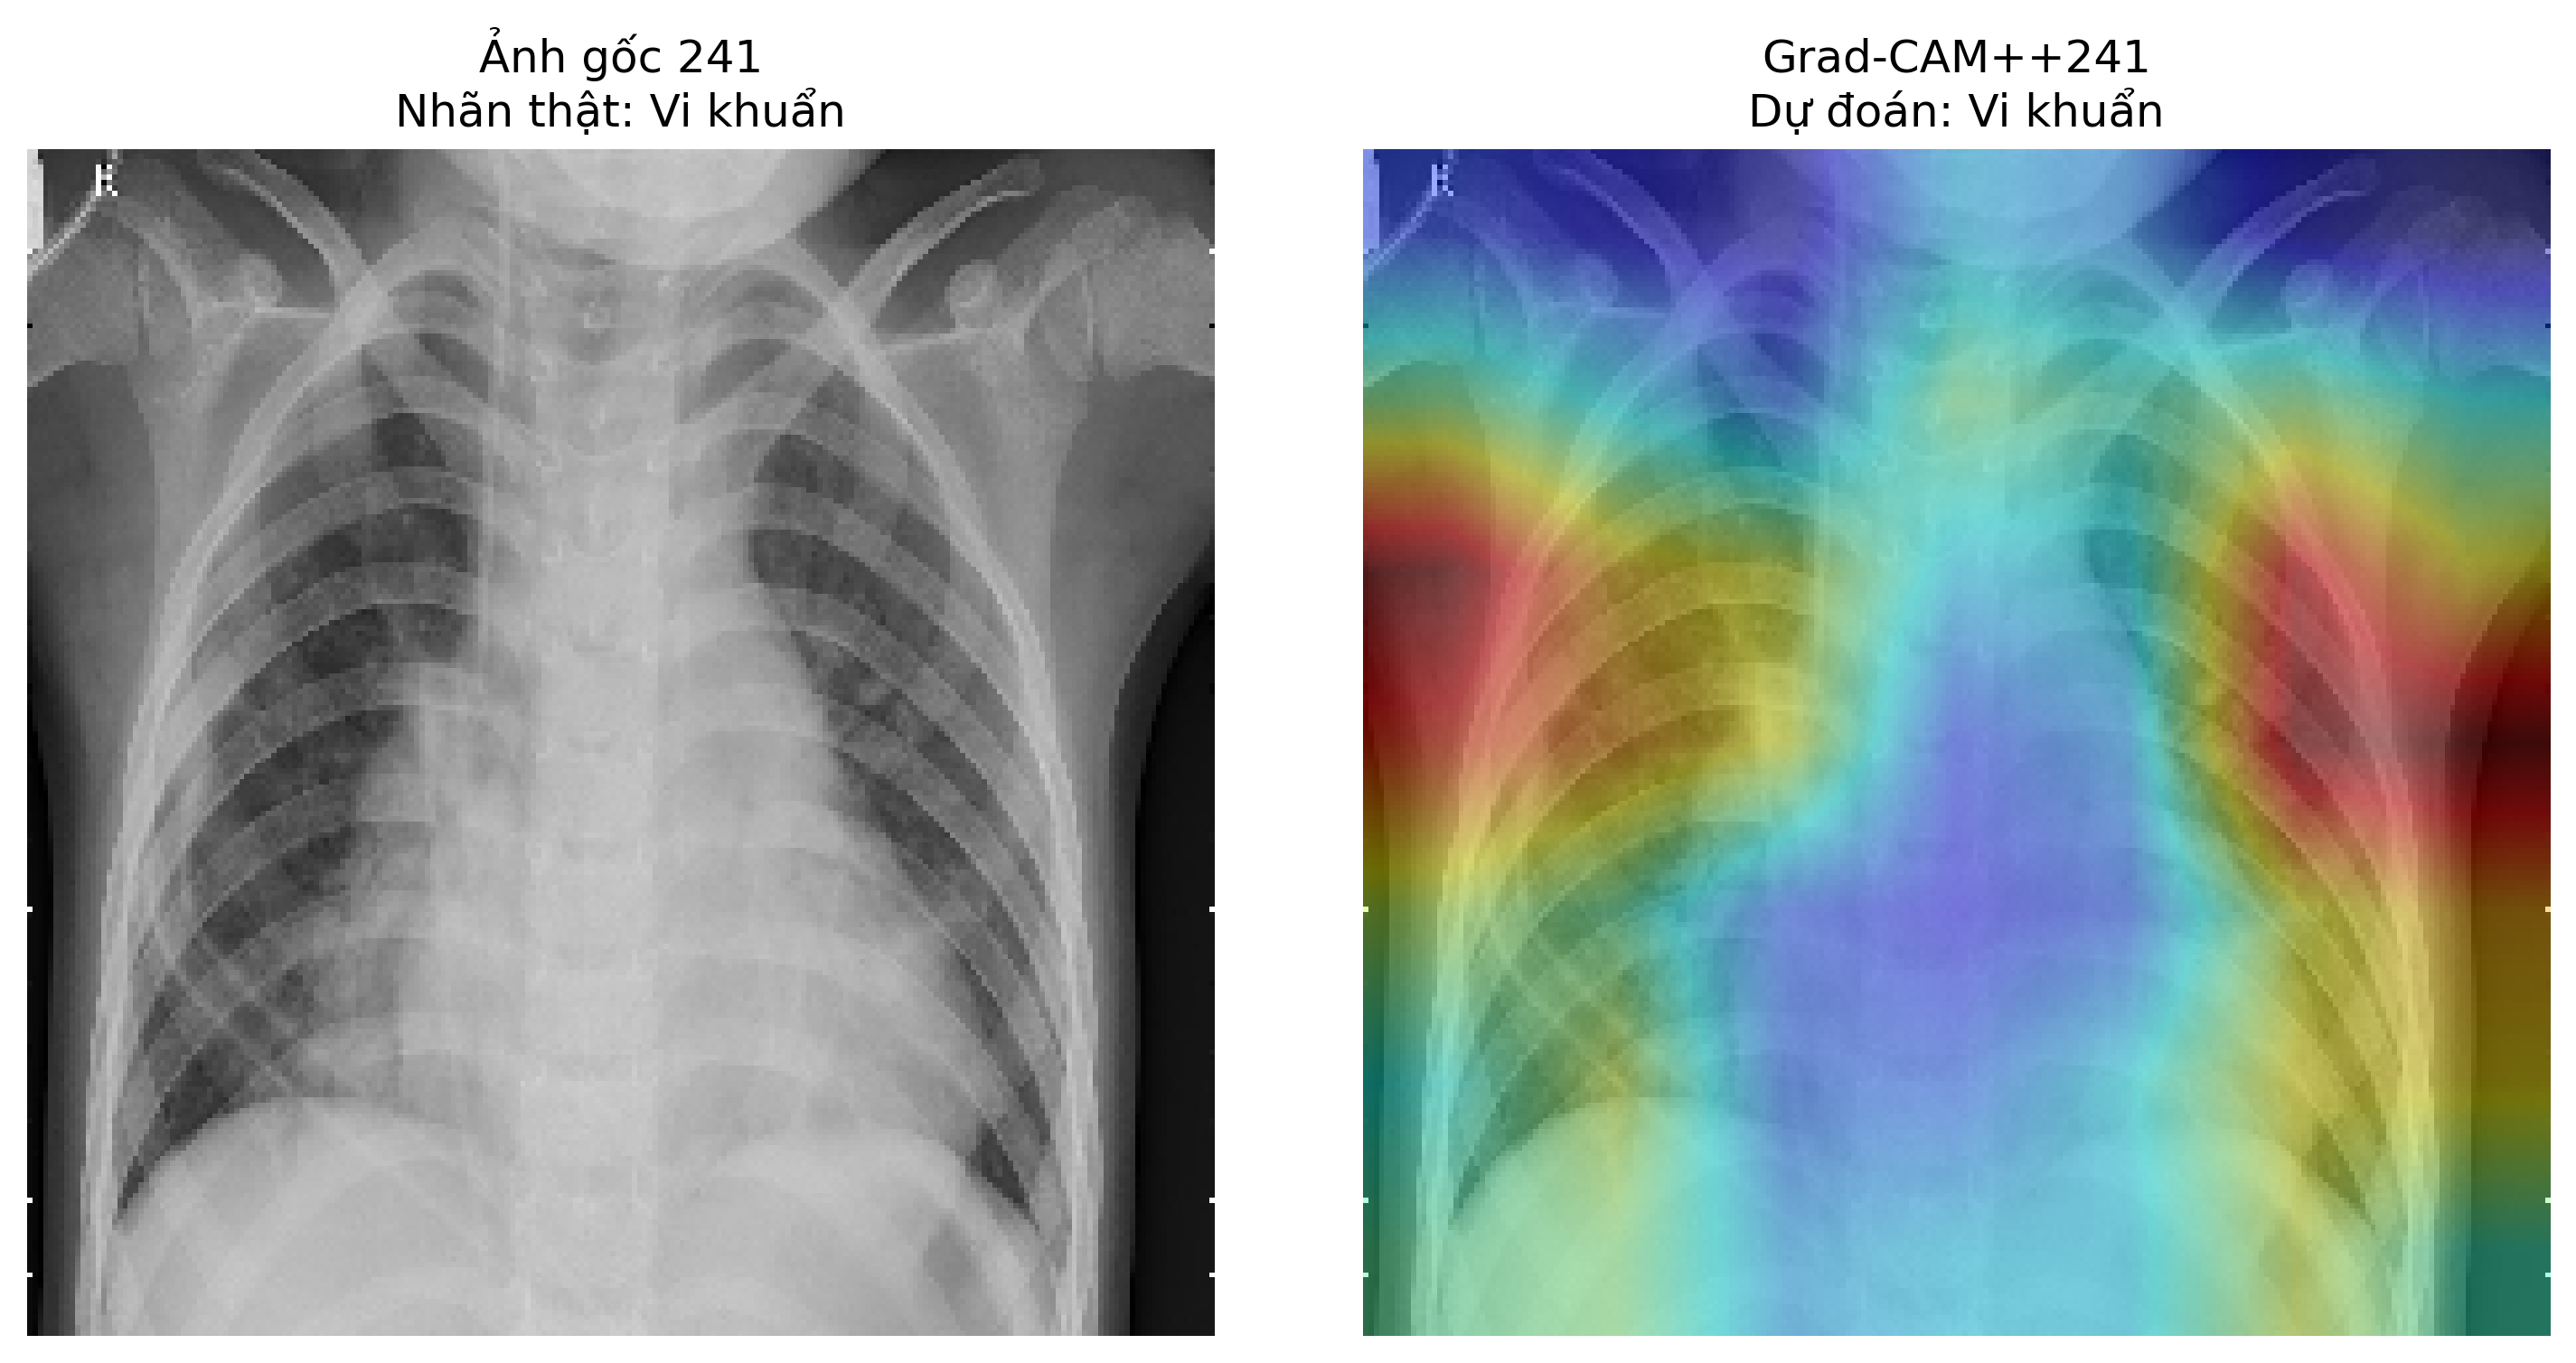 Ảnh gốc 241
Nhãn thật: Vi khuẩn
Grad-CAM++241
Dự đoán: Vi khuẩn
R